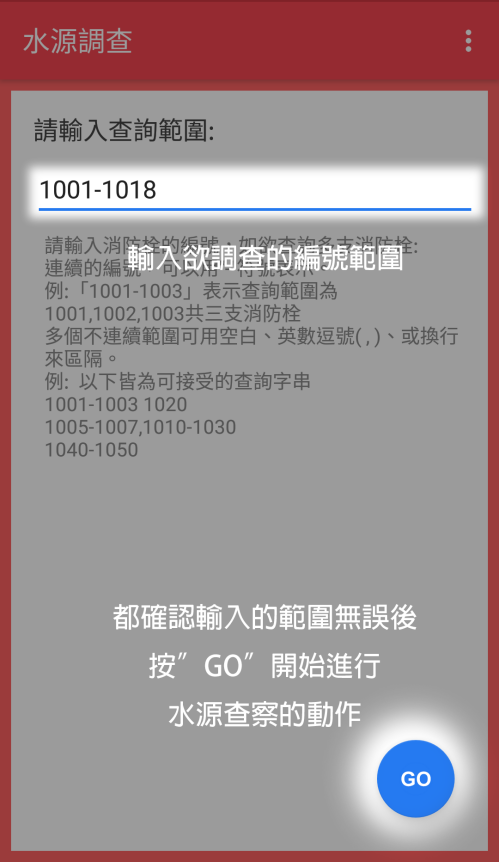 水源調查
請輸入查詢範圍:
1001-1018
請輸入消防栓的編號，如欲查詢多支消防栓:
輸入欲調查的編號範圍
連續的編號，可以用
例:「1001-1003」表示查詢範圍為
1001,1002,1003共三支消防栓
多個不連續範圍可用空白、英數逗號( , )、或換行
來區隔。
例: 以下皆為可接受的查詢字串
1001-1003 1020
1005-1007,1010-1030
1040-1050
都確認輸入的範圍無誤後
按”GO”開始進行
水源查察的動作
GO